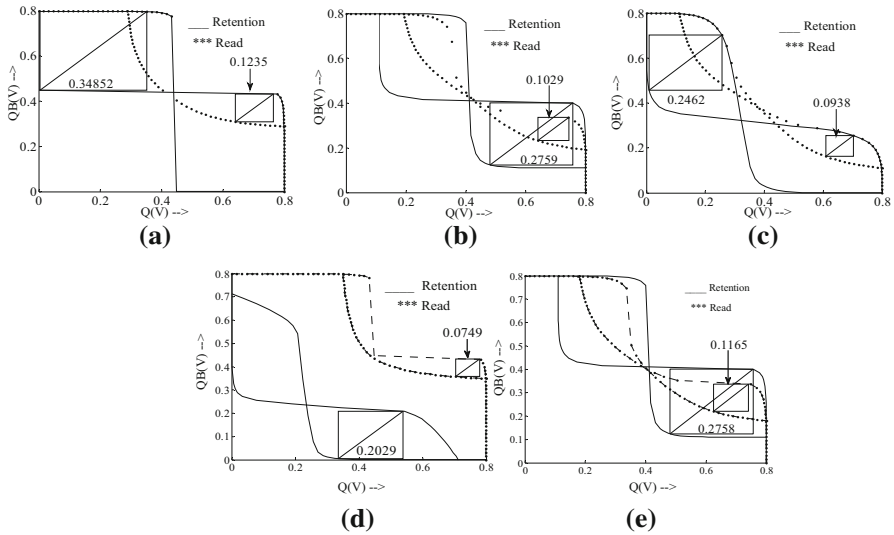 0.8
0.6
0.4
0.2
0
QB(V) -->
0
0.2
0.4
0.6
0.8
Q(V) -->
___ Retention
*** Read
0.1235
0.34852
(a)
0.8
0.6
0.4
0.2
0
0
0.2
0.4
0.6
0.8
Q(V) -->
___ Retention
*** Read
0.1029
0.2759
(b)
0.8
0.6
0.4
0.2
0
0
0.2
0.4
0.6
0.8
Q(V) -->
___ Retention
*** Read
0.0938
0.2462
(c)
0.8
0.7
0.6
0.5
0.4
0.3
0.2
0.1
0
QB(V) -->
0
0.2
0.4
0.6
0.8
Q(V) -->
____ Retention
*** Read
0.0749
0.2029
(d)
0.8
0.7
0.6
0.5
0.4
0.3
0.2
0.1
0
QB(V) -->
0
0.2
0.4
0.6
0.8
Q(V) -->
____ Retention
*** Read
0.1165
0.2758
(e)